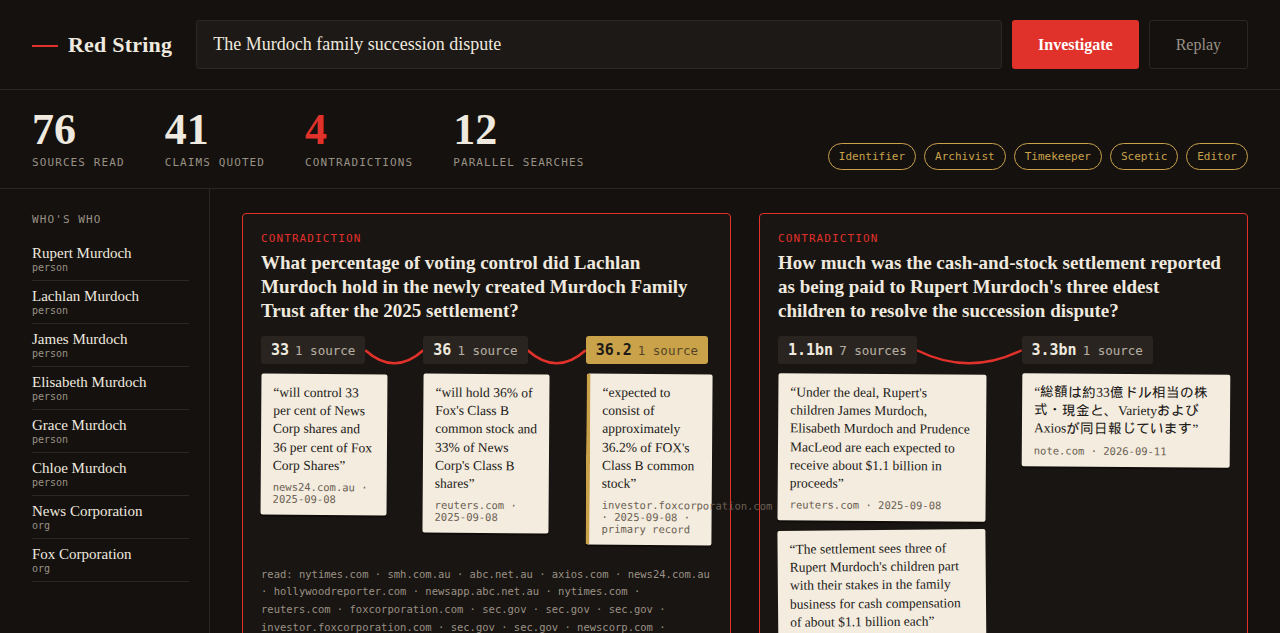 Red String
The Murdoch family succession dispute
Investigate
Replay
76
SOURCES READ
41
CLAIMS QUOTED
4
CONTRADICTIONS
12
PARALLEL SEARCHES
Identifier
Archivist
Timekeeper
Sceptic
Editor
WHO'S WHO
Rupert Murdoch
person
Lachlan Murdoch
person
James Murdoch
person
Elisabeth Murdoch
person
Grace Murdoch
person
Chloe Murdoch
person
News Corporation
org
Fox Corporation
org
CONTRADICTION
What percentage of voting control did Lachlan
Murdoch hold in the newly created Murdoch Family
Trust after the 2025 settlement?
33 1 source
36 1 source
36.2 1 source
“will control 33
per cent of News
Corp shares and
36 per cent of Fox
Corp Shares”
news24.com.au ·
2025-09-08
“will hold 36% of
Fox's Class B
common stock and
33% of News
Corp's Class B
shares”
reuters.com ·
2025-09-08
“expected to
consist of
approximately
36.2% of FOX's
Class B common
stock”
investor.foxcorporation.com
· 2025-09-08 ·
primary record
read: nytimes.com · smh.com.au · abc.net.au · axios.com · news24.com.au
· hollywoodreporter.com · newsapp.abc.net.au · nytimes.com ·
reuters.com · foxcorporation.com · sec.gov · sec.gov · sec.gov ·
investor.foxcorporation.com · sec.gov · sec.gov · newscorp.com ·
CONTRADICTION
How much was the cash-and-stock settlement reported
as being paid to Rupert Murdoch's three eldest
children to resolve the succession dispute?
1.1bn 7 sources
3.3bn 1 source
“Under the deal, Rupert's
children James Murdoch,
Elisabeth Murdoch and Prudence
MacLeod are each expected to
receive about $1.1 billion in
proceeds”
reuters.com · 2025-09-08
“The settlement sees three of
Rupert Murdoch's children part
with their stakes in the family
business for cash compensation
of about $1.1 billion each”
“総額は約33億ドル相当の株
式・現金と、Varietyおよび
Axiosが同日報じています”
note.com · 2026-09-11